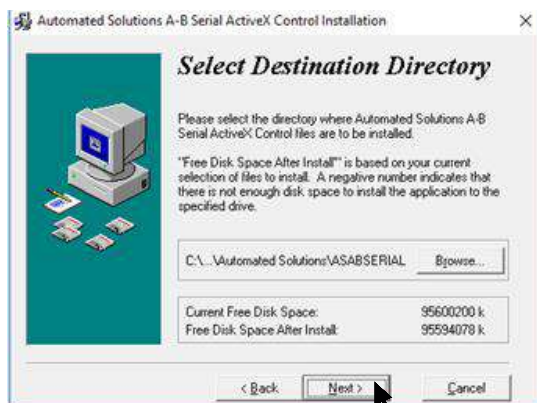 Automated Solutions A-B Serial ActiveX Control Installation
Select Destination Directory
Please select the directory where Automated Solutions A-B
Serial ActiveX Control files are to be installed.
"Free Disk Space After Install"" is based on your current
selection of files to install. A negative number indicates that
there is not enough disk space to install the application to the
specified drive.
C:\...\Automated Solutions\ASABSERIAL Browse...
Current Free Disk Space: 95600200 k
Free Disk Space After Install: 95594078 k
< Back Next > Cancel